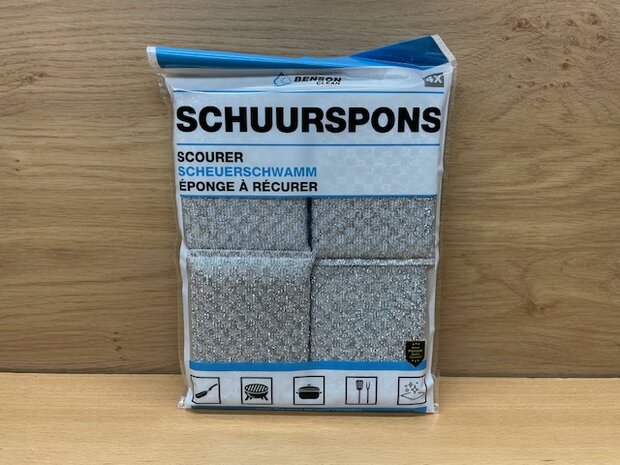 BENSON
CLEAN
4X
SCHUURSPONS
SCOURER
SCHEUERSCHWAMM
ÉPONGE À RÉCURER